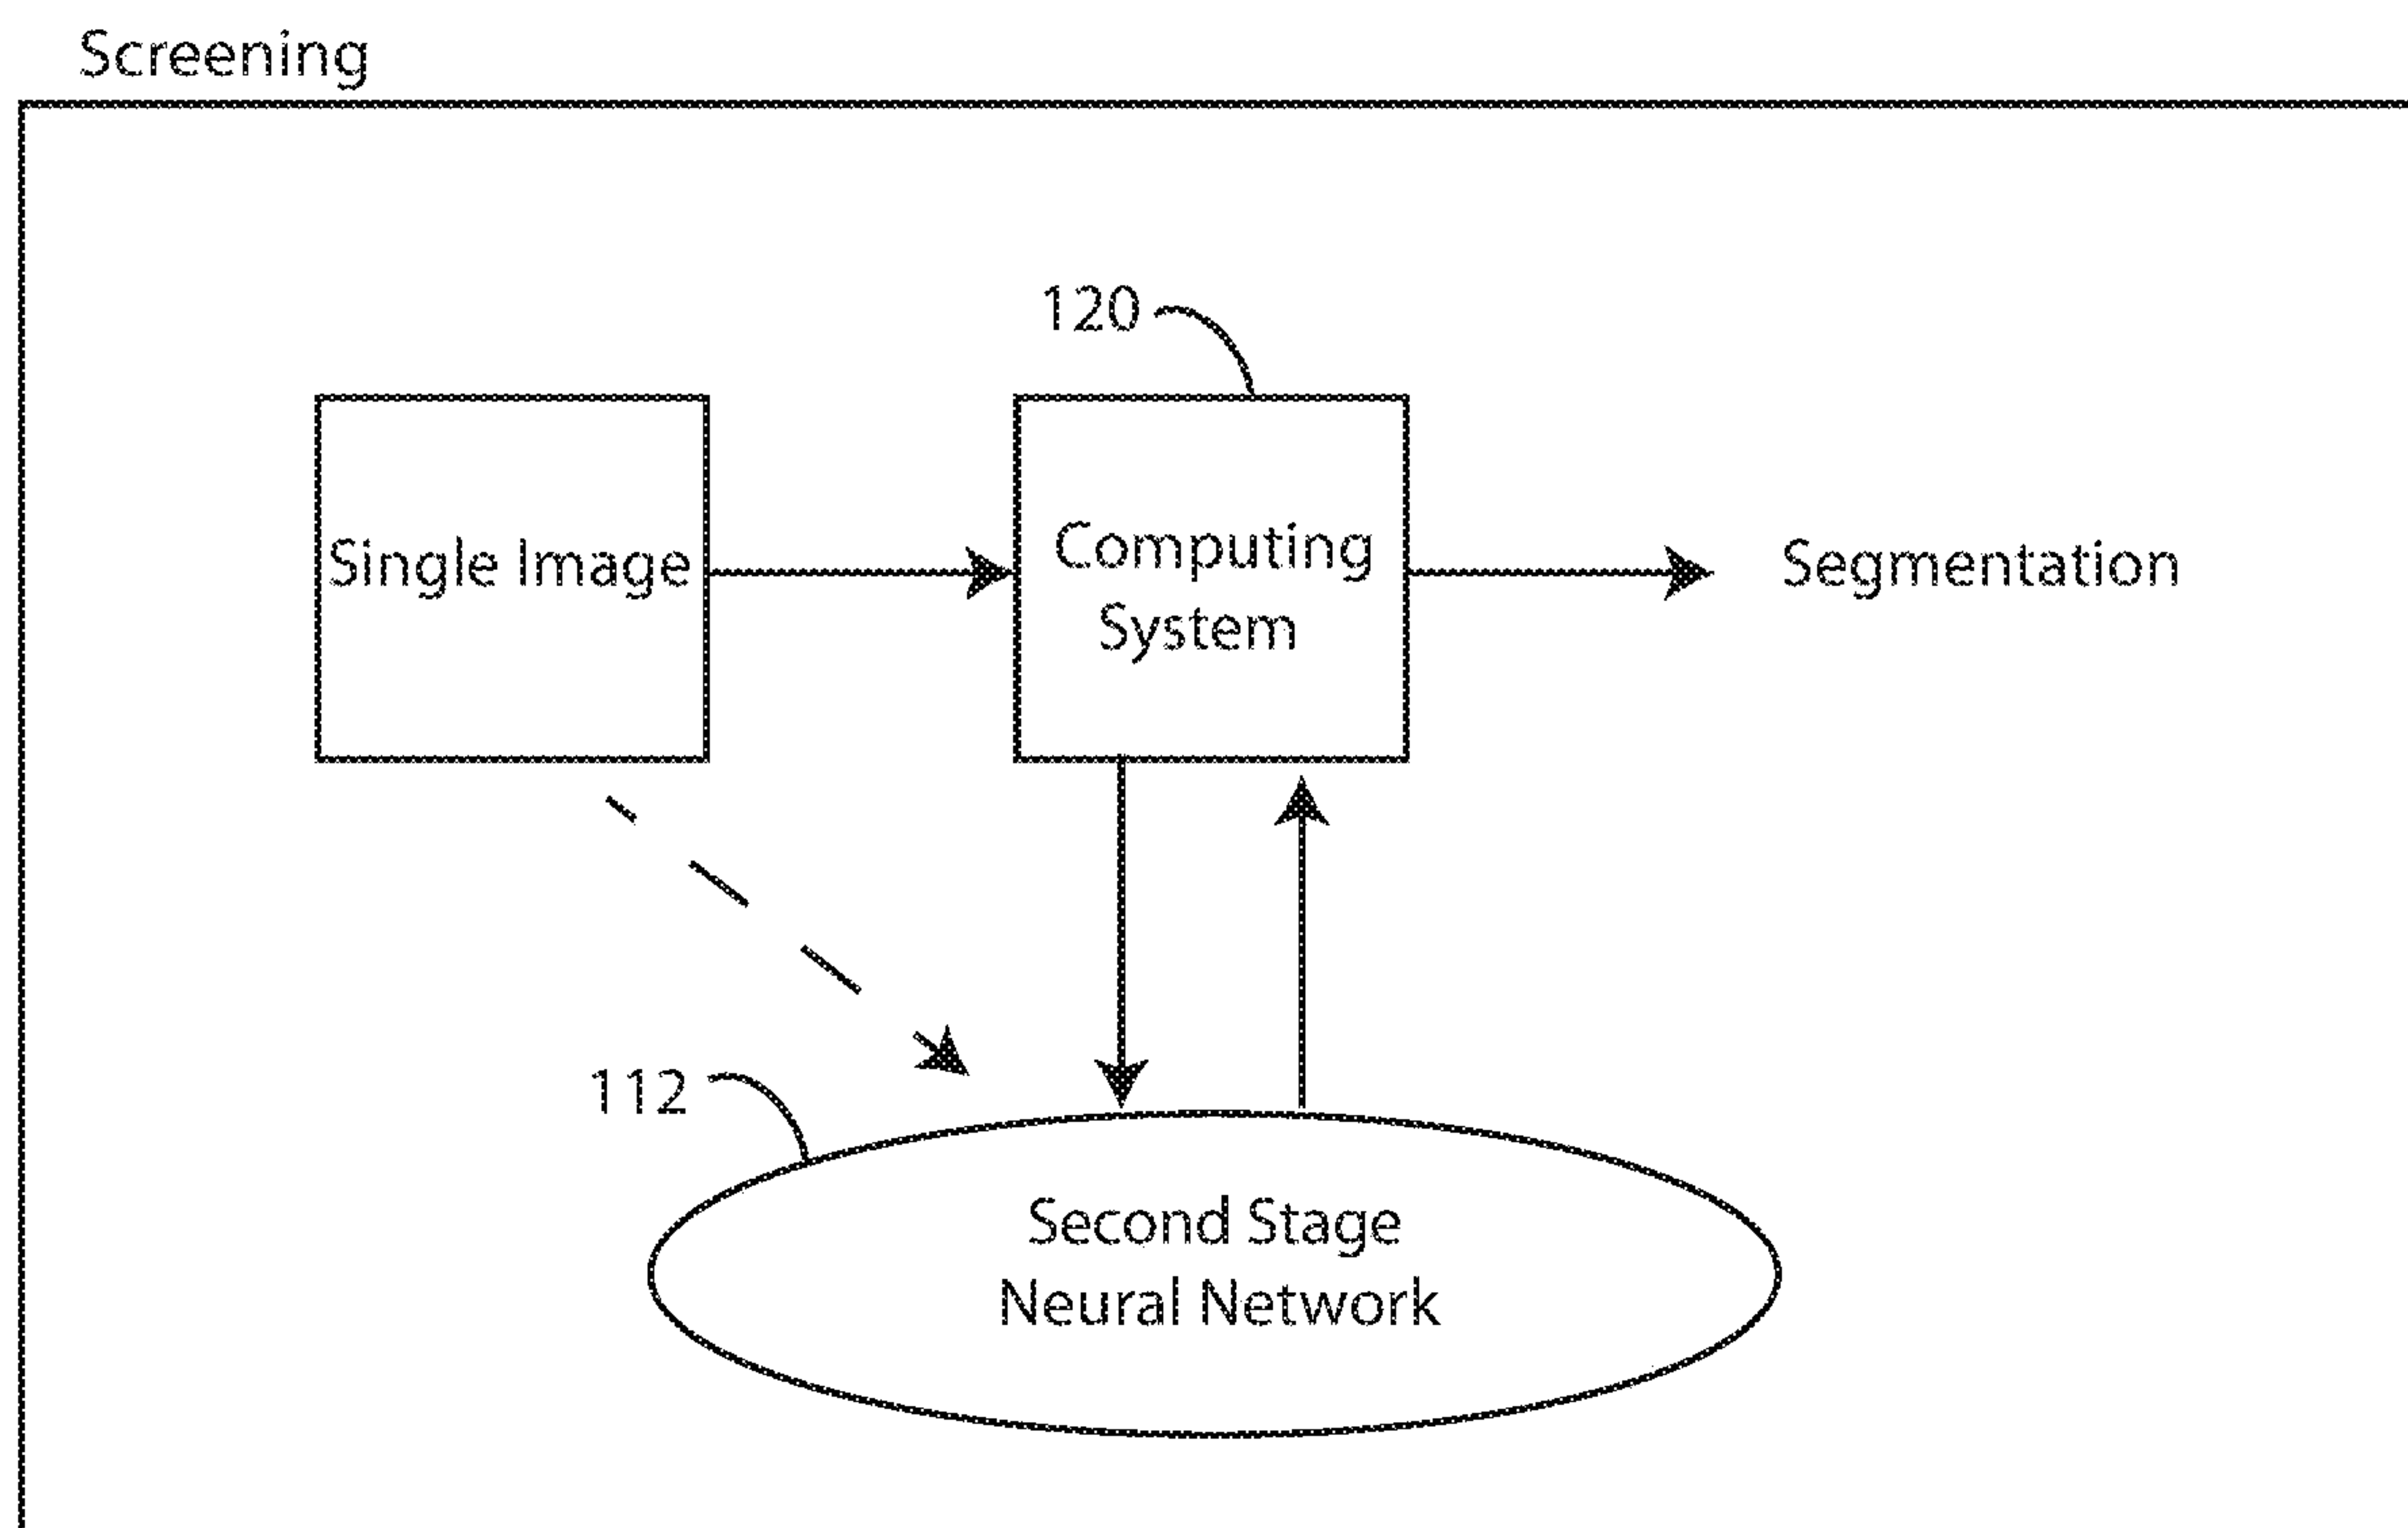 Screening
120
Single Image
Computing
System
Segmentation
112
Second Stage
Neural Network